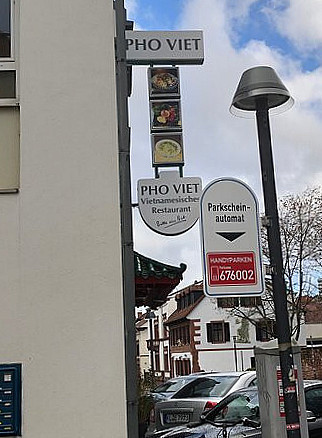 PHO VIET
PHO VIET
Vietnamesisches
Restaurant
Parkschein-
automat
HANDYPARKEN
676002